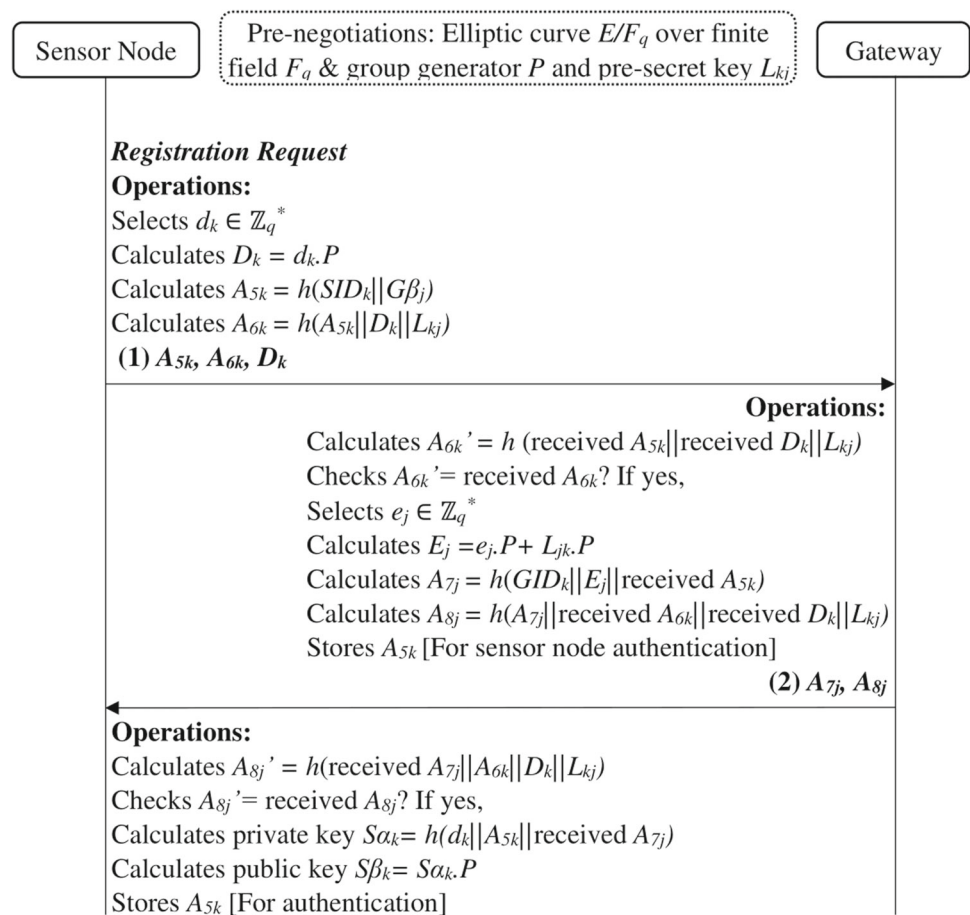 Sensor Node
Pre-negotiations: Elliptic curve E/F_q over finite
field F_q & group generator P and pre-secret key L_kj
Gateway
Registration Request
Operations:
Selects d_k ∈ ℤ_q^*
Calculates D_k = d_k.P
Calculates A_5k = h(SID_k||Gβ_j)
Calculates A_6k = h(A_5k||D_k||L_kj)
(1) A_5k, A_6k, D_k
Operations:
Calculates A_6k’ = h (received A_5k||received D_k||L_kj)
Checks A_6k’= received A_6k? If yes,
Selects e_j ∈ ℤ_q^*
Calculates E_j =e_j.P+ L_jk.P
Calculates A_7j = h(GID_k||E_j||received A_5k)
Calculates A_8j = h(A_7j||received A_6k||received D_k||L_kj)
Stores A_5k [For sensor node authentication]
(2) A_7j, A_8j
Operations:
Calculates A_8j’ = h(received A_7j||A_6k||D_k||L_kj)
Checks A_8j’= received A_8j? If yes,
Calculates private key Sα_k= h(d_k||A_5k||received A_7j)
Calculates public key Sβ_k= Sα_k.P
Stores A_5k [For authentication]